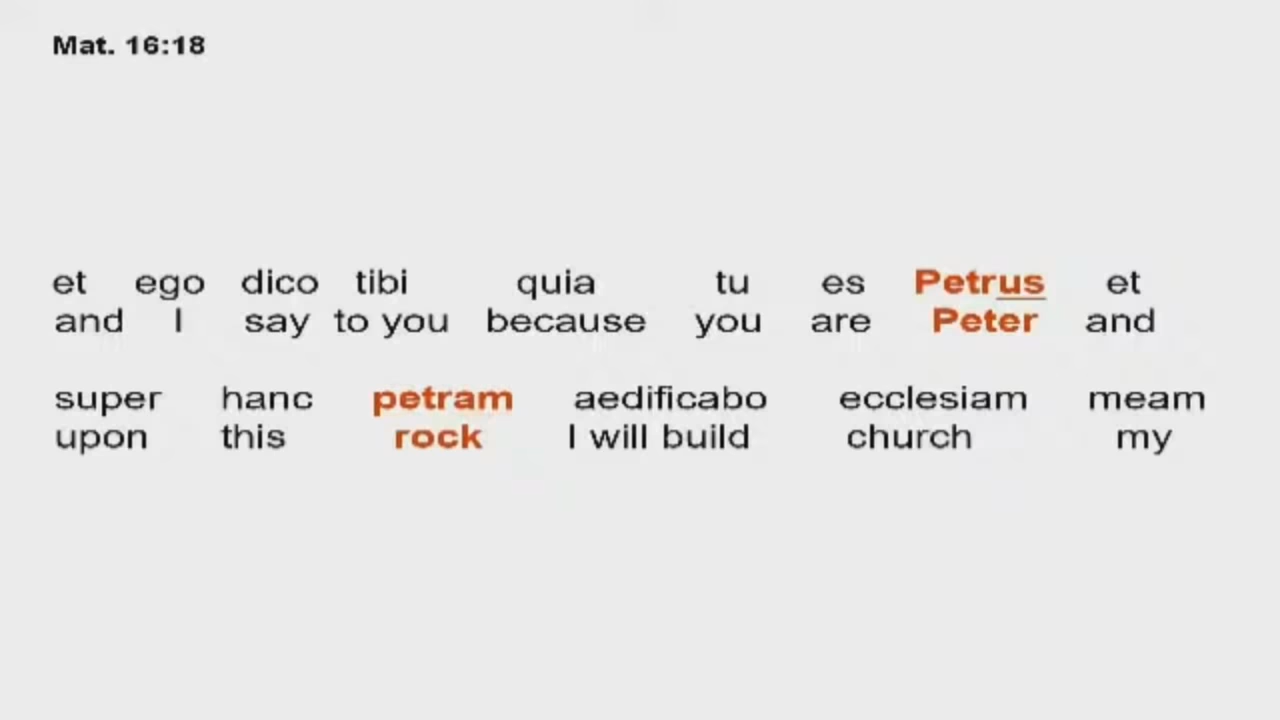 Mat. 16:18
et ego dico tibi quia tu es Petrus et
and I say to you because you are Peter and
super hanc petram aedificabo ecclesiam meam
upon this rock I will build church my